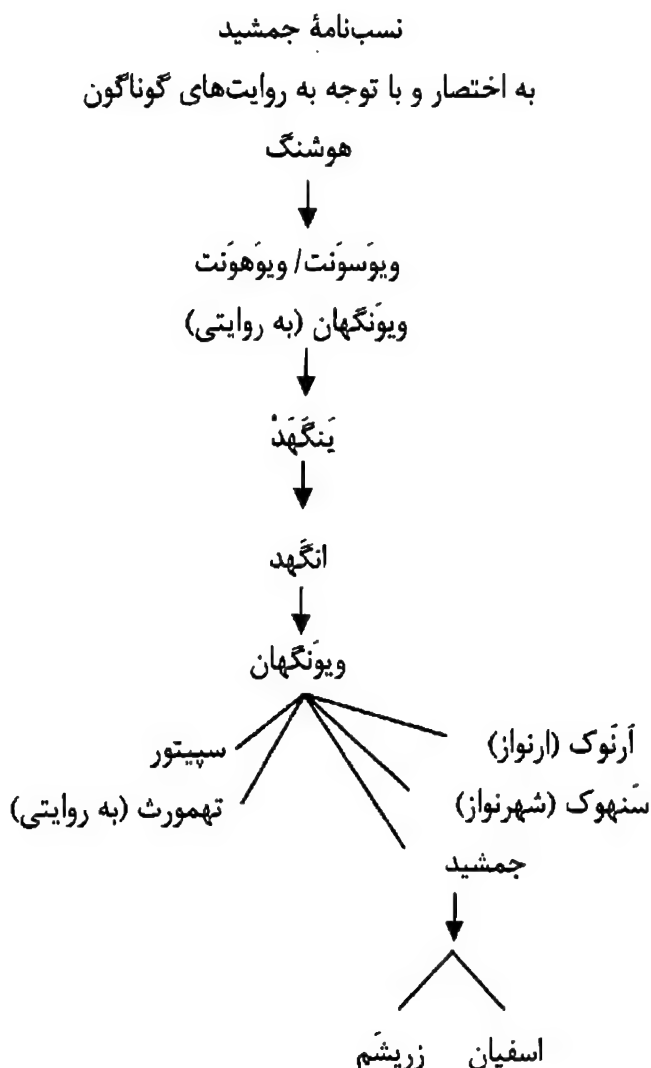 نسب‌نامهٔ جمشید
به اختصار و با توجه به روایت‌های گوناگون
هوشنگ
ویوَسوَنت/ ویوَهوَنت
ویوَنگهان (به روایتی)
یَنگَهَدْ
انگَهد
ویوَنگهان
اَرنَوک (ارنواز)
سپیتور
سَنهوک (شهرنواز)
تهمورث (به روایتی)
جمشید
اسفیان
زریشَم